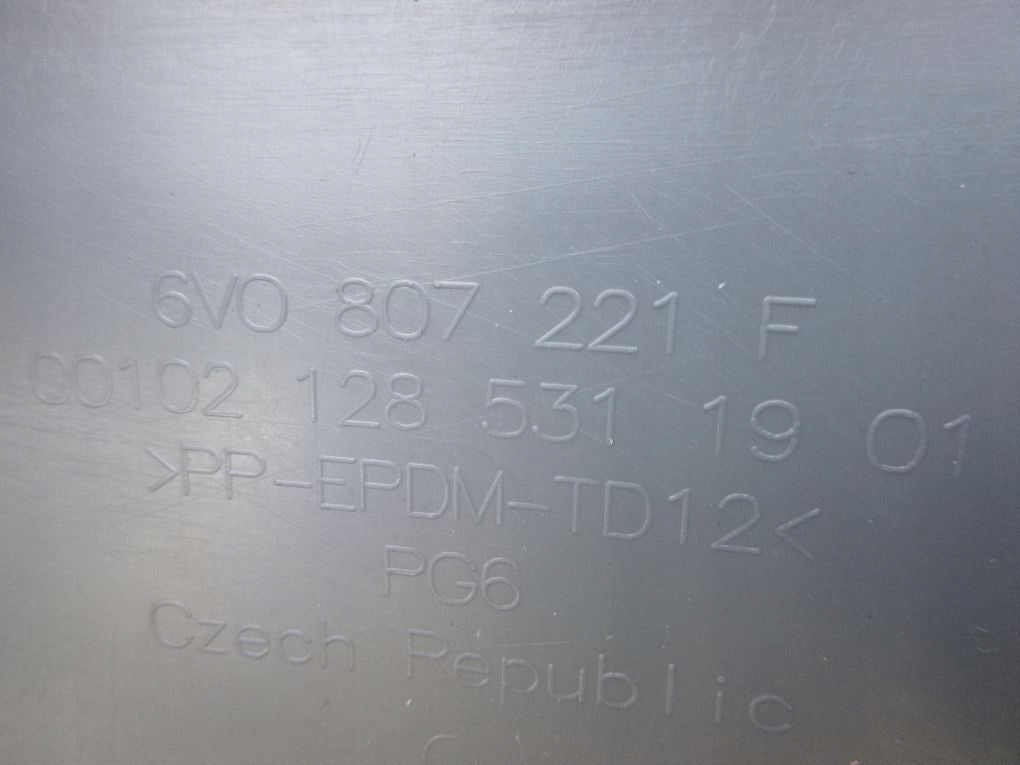 6V0 807 221 F
00102 128 531 19 01
>PP-EPDM-TD12<
PG6
Czech Republic